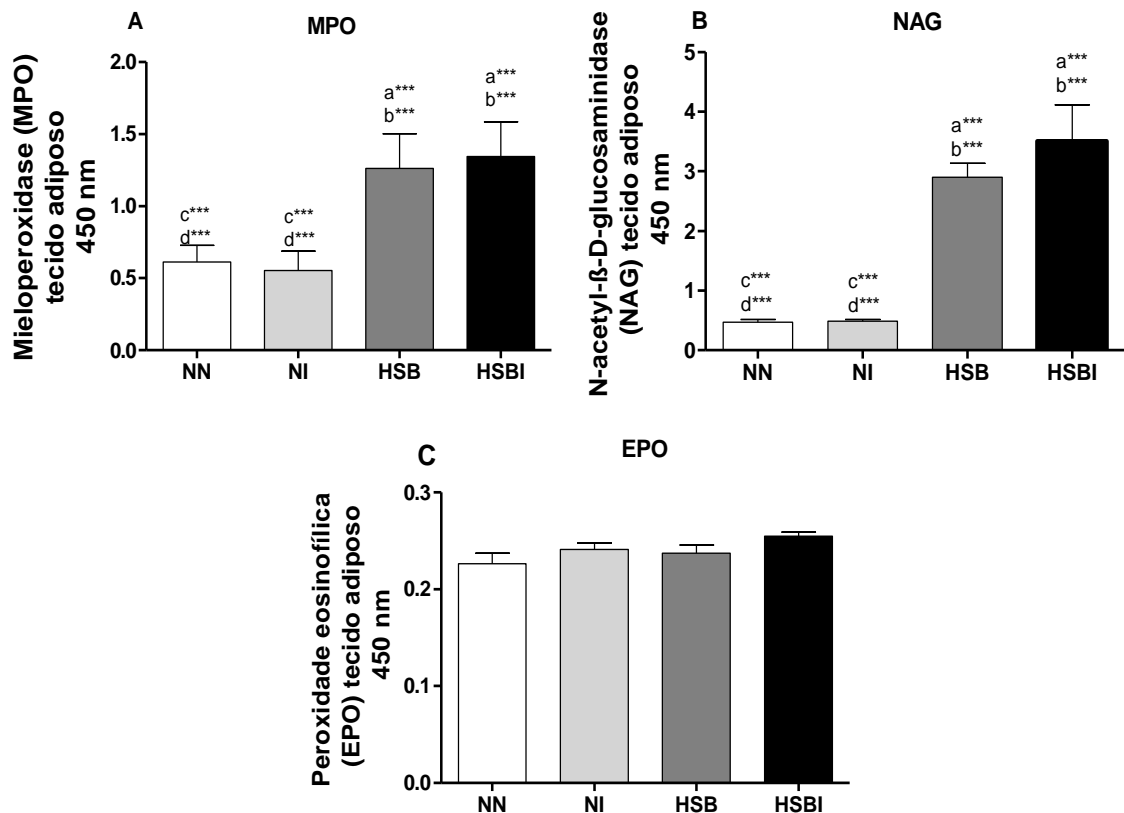 A
MPO
Mieloperoxidase (MPO)
tecido adiposo
450 nm
2.0
1.5
1.0
0.5
0.0
c***
d***
c***
d***
a***
b***
a***
b***
NN
NI
HSB
HSBI
B
NAG
N-acetyl-ß-D-glucosaminidase
(NAG) tecido adiposo
450 nm
5
4
3
2
1
0
c***
d***
c***
d***
a***
b***
a***
b***
NN
NI
HSB
HSBI
C
EPO
Peroxidade eosinofílica
(EPO) tecido adiposo
450 nm
0.3
0.2
0.1
0.0
NN
NI
HSB
HSBI